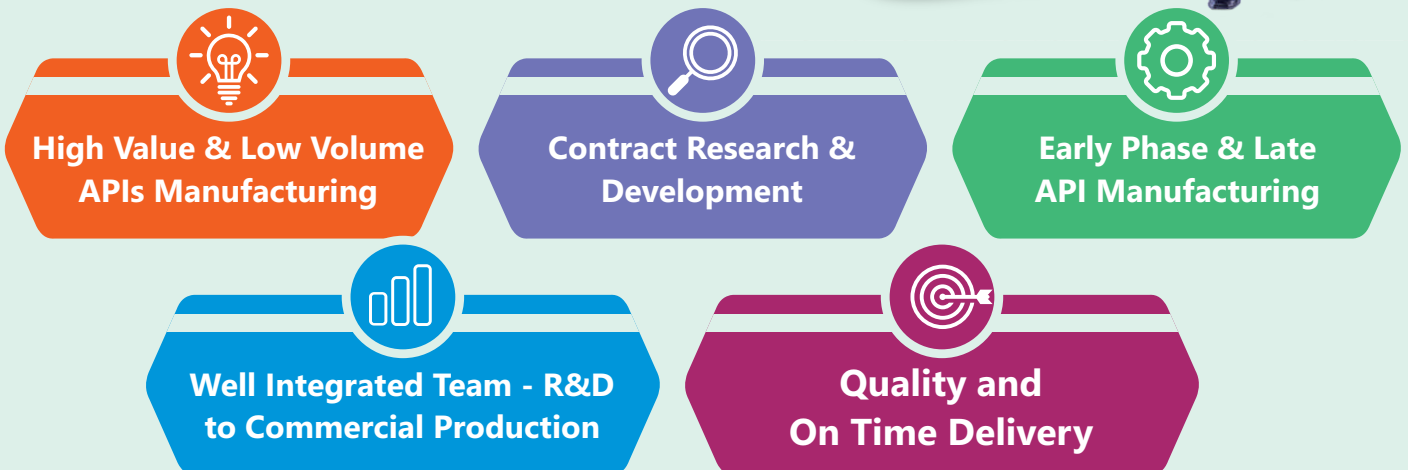 High Value & Low Volume
APIs Manufacturing
Contract Research &
Development
Early Phase & Late
API Manufacturing
Well Integrated Team - R&D
to Commercial Production
Quality and
On Time Delivery